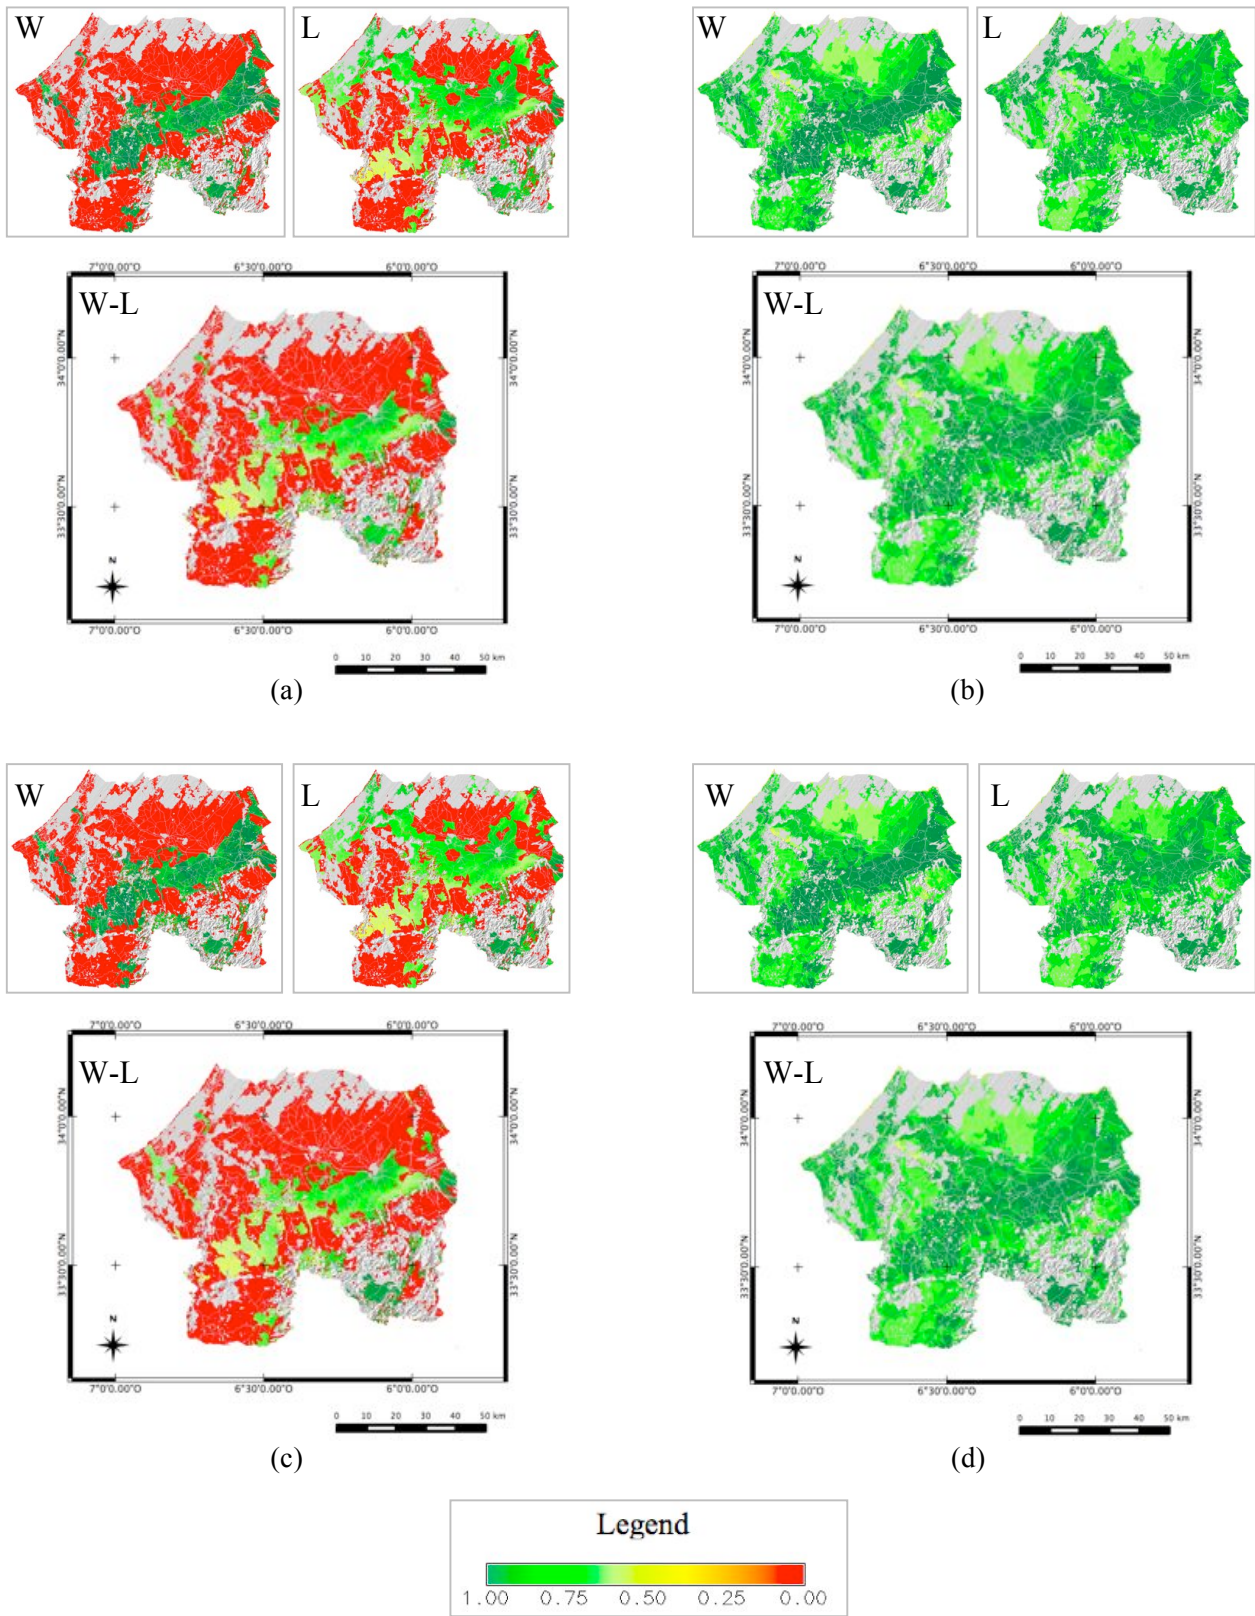 W L W L
7°0'0.00"O 6°30'0.00"O 6°0'0.00"O 7°0'0.00"O 6°30'0.00"O 6°0'0.00"O
W-L W-L
34°0'0.00"N 34°0'0.00"N 34°0'0.00"N 34°0'0.00"N
33°30'0.00"N 33°30'0.00"N 33°30'0.00"N 33°30'0.00"N
N N
7°0'0.00"O 6°30'0.00"O 6°0'0.00"O 7°0'0.00"O 6°30'0.00"O 6°0'0.00"O
0 10 20 30 40 50 km 0 10 20 30 40 50 km
(a) (b)
W L W L
7°0'0.00"O 6°30'0.00"O 6°0'0.00"O 7°0'0.00"O 6°30'0.00"O 6°0'0.00"O
W-L W-L
34°0'0.00"N 34°0'0.00"N 34°0'0.00"N 34°0'0.00"N
33°30'0.00"N 33°30'0.00"N 33°30'0.00"N 33°30'0.00"N
N N
7°0'0.00"O 6°30'0.00"O 6°0'0.00"O 7°0'0.00"O 6°30'0.00"O 6°0'0.00"O
0 10 20 30 40 50 km 0 10 20 30 40 50 km
(c) (d)
Legend
1.00 0.75 0.50 0.25 0.00